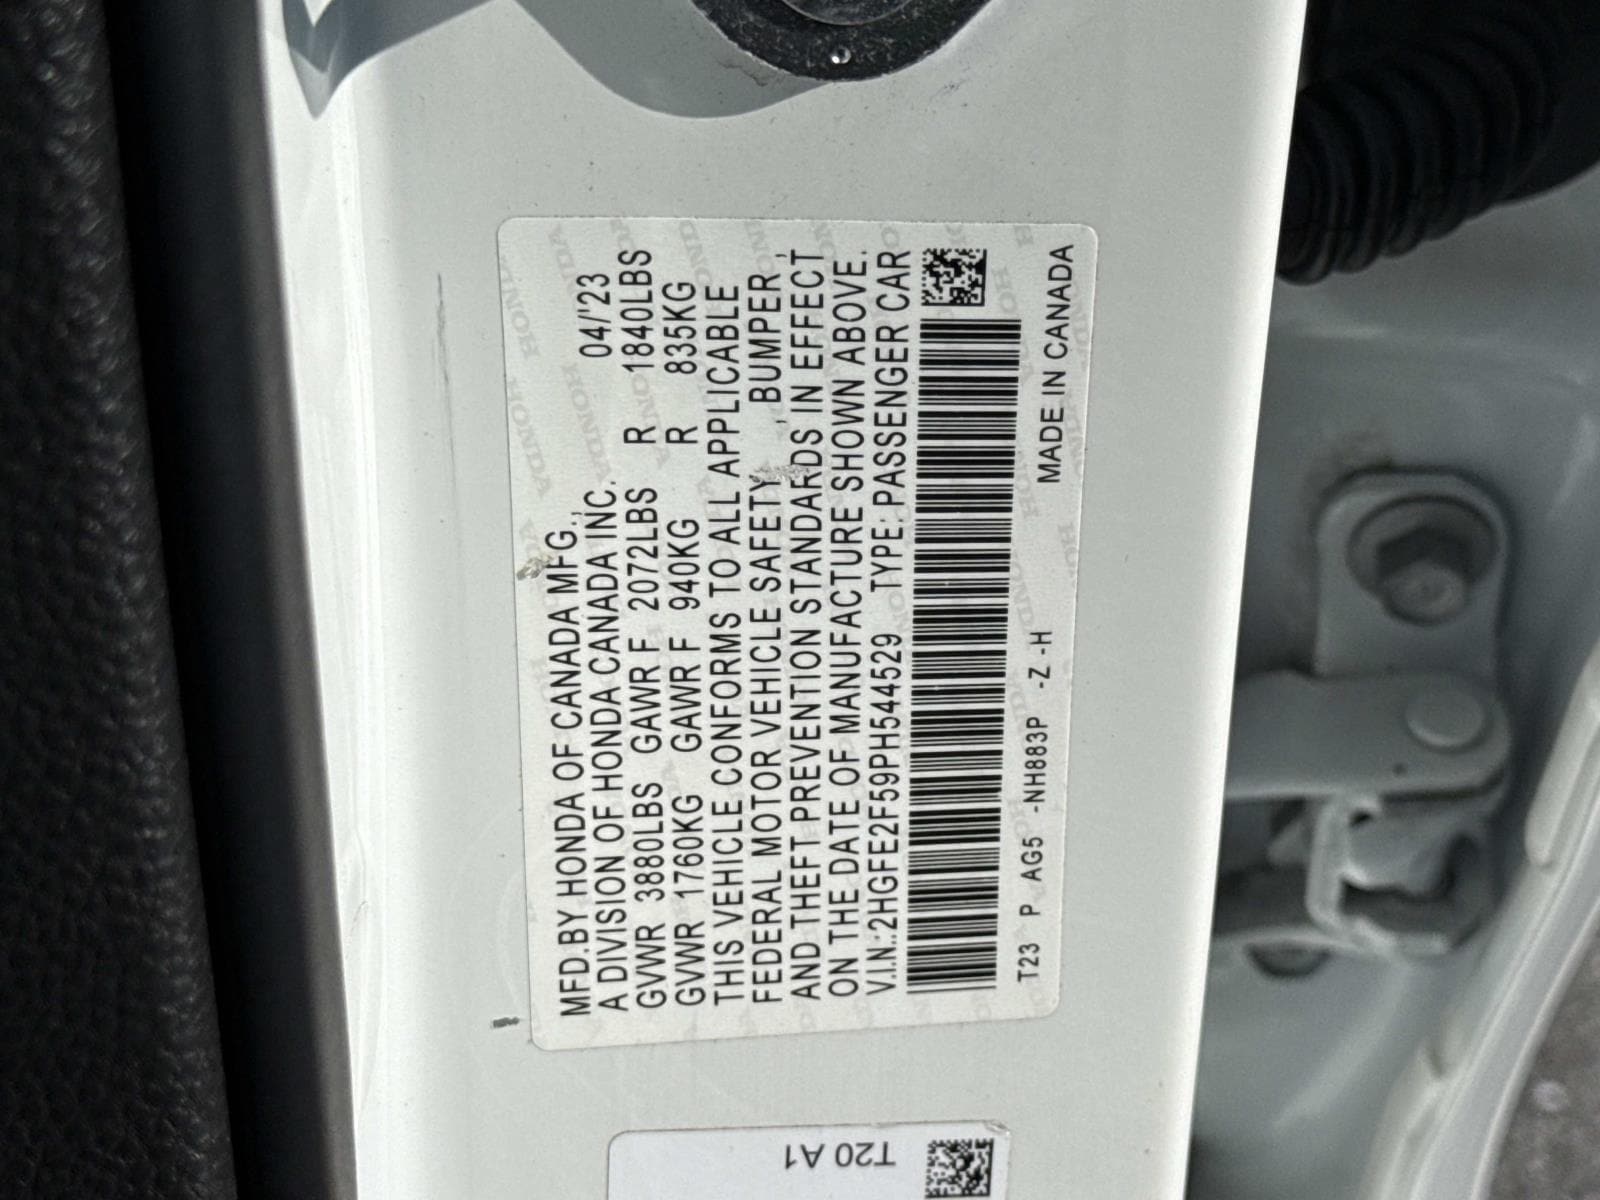 MFD.BY HONDA OF CANADA MFG.,
A DIVISION OF HONDA CANADA INC. 04/'23
GVWR 3880LBS GAWR F 2072LBS R 1840LBS
GVWR 1760KG GAWR F 940KG R 835KG
THIS VEHICLE CONFORMS TO ALL APPLICABLE
FEDERAL MOTOR VEHICLE SAFETY , BUMPER ,
AND THEFT PREVENTION STANDARDS IN EFFECT
ON THE DATE OF MANUFACTURE SHOWN ABOVE.
V.I.N.:2HGFE2F59PH544529 TYPE: PASSENGER CAR
T23 P AG5 -NH883P -Z -H MADE IN CANADA
T20 A1